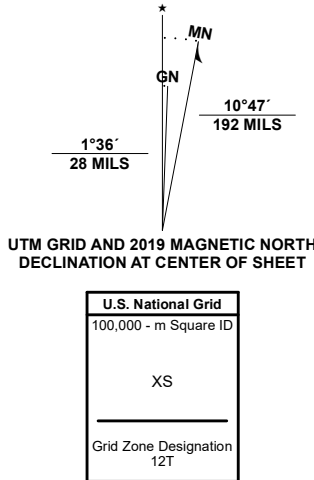 ★
MN
GN
10°47´
192 MILS
1°36´
28 MILS
UTM GRID AND 2019 MAGNETIC NORTH
DECLINATION AT CENTER OF SHEET
U.S. National Grid
100,000 - m Square ID
XS
Grid Zone Designation
12T